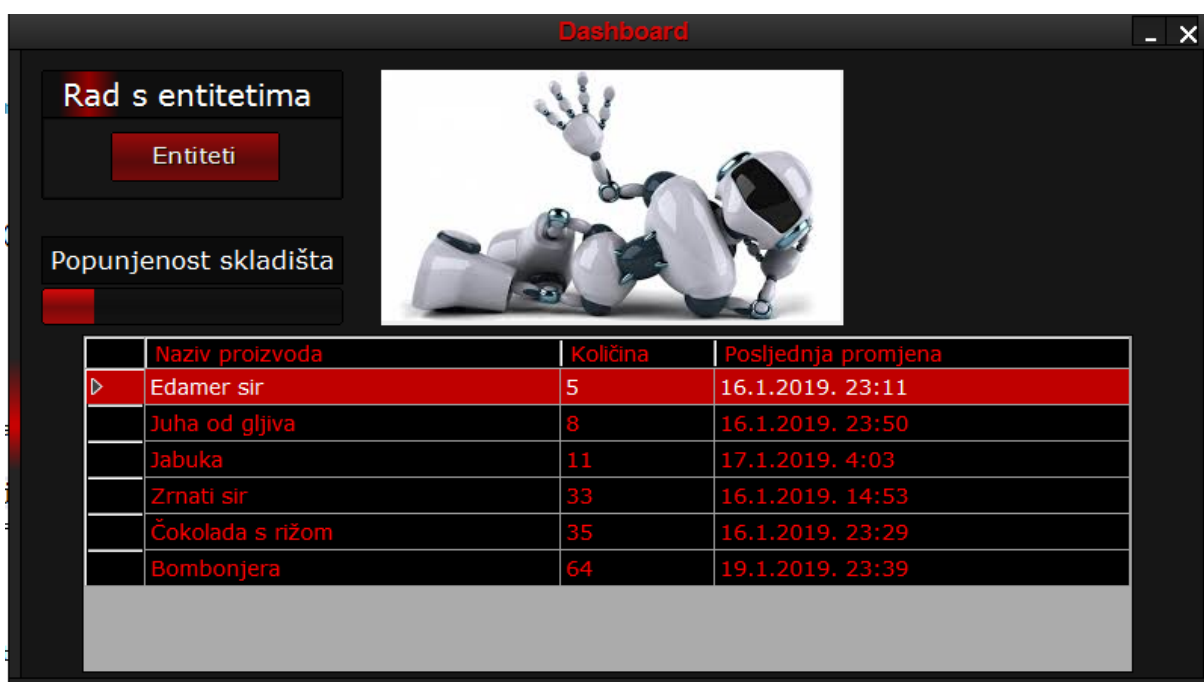 Dashboard
Rad s entitetima
Entiteti
Popunjenost skladišta
Naziv proizvoda Količina Posljednja promjena
Edamer sir 5 16.1.2019. 23:11
Juha od gljiva 8 16.1.2019. 23:50
Jabuka 11 17.1.2019. 4:03
Zrnati sir 33 16.1.2019. 14:53
Čokolada s rižom 35 16.1.2019. 23:29
Bombonjera 64 19.1.2019. 23:39